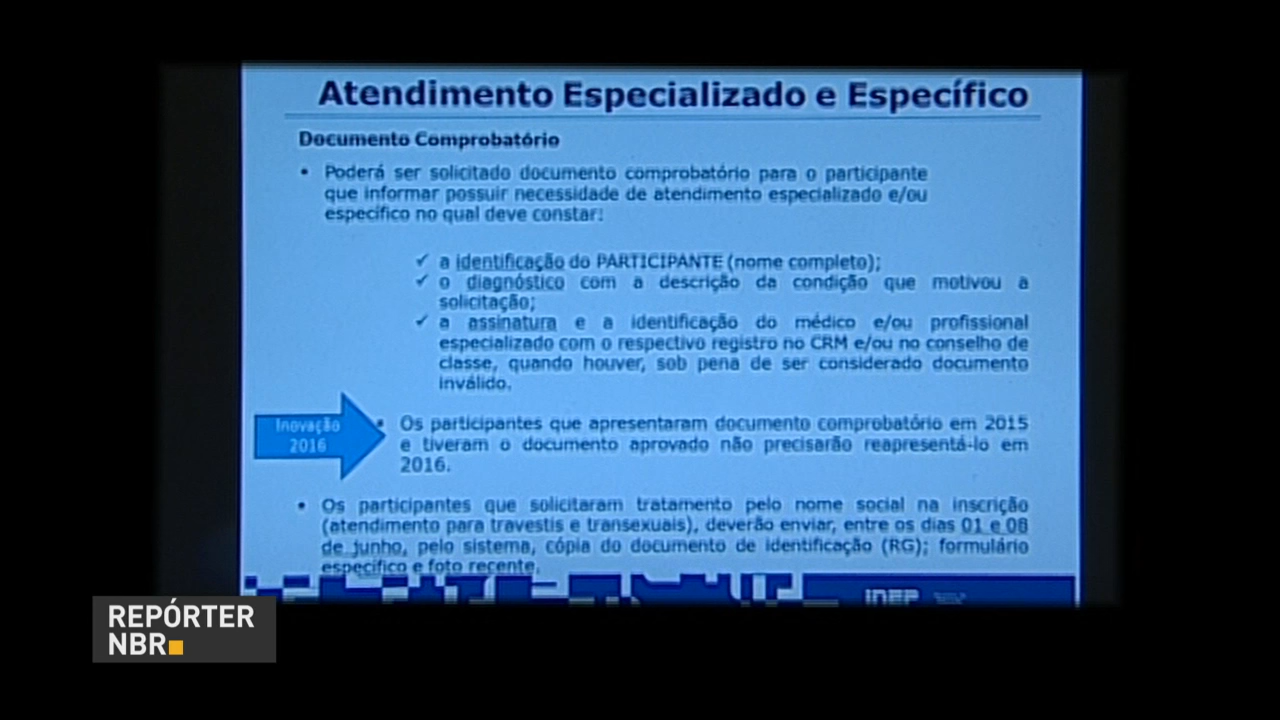 Atendimento Especializado e Específico
Documento Comprobatório
• Poderá ser solicitado documento comprobatório para o participante
que informar possuir necessidade de atendimento especializado e/ou
específico no qual deve constar:
✓ a identificação do PARTICIPANTE (nome completo);
✓ o diagnóstico com a descrição da condição que motivou a
solicitação;
✓ a assinatura e a identificação do médico e/ou profissional
especializado com o respectivo registro no CRM e/ou no conselho de
classe, quando houver, sob pena de ser considerado documento
inválido.
Inovação
2016
• Os participantes que apresentaram documento comprobatório em 2015
e tiveram o documento aprovado não precisarão reapresentá-lo em
2016.
• Os participantes que solicitaram tratamento pelo nome social na inscrição
(atendimento para travestis e transexuais), deverão enviar, entre os dias 01 e 08
de junho, pelo sistema, cópia do documento de identificação (RG); formulário
específico e foto recente.
INEP
REPÓRTER
NBR